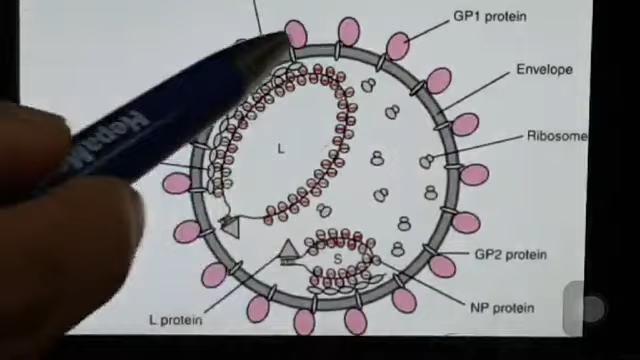 GP1 protein
Envelope
Ribosome
L
GP2 protein
S
NP protein
L protein